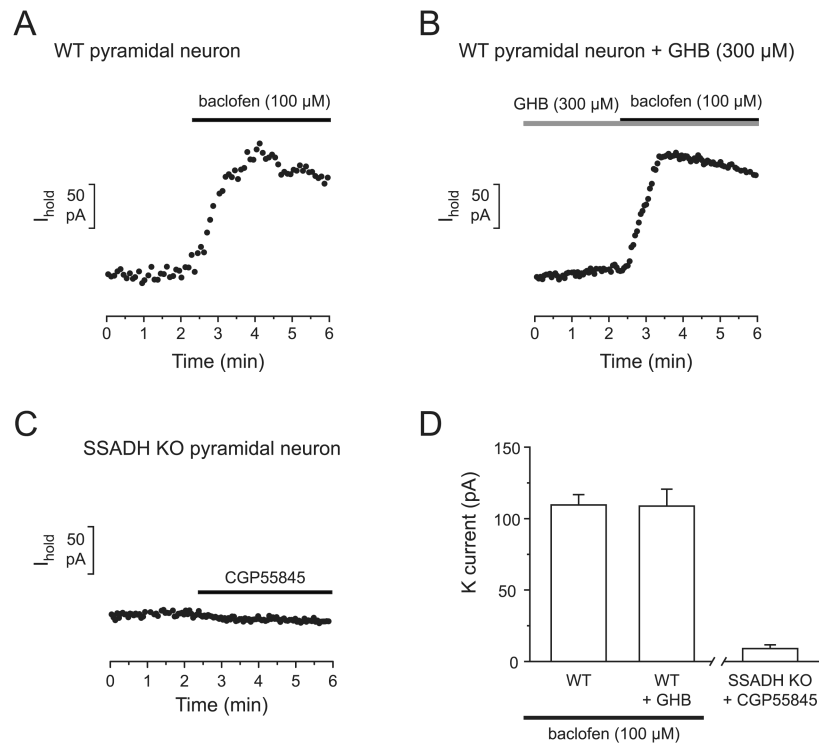 A
WT pyramidal neuron
baclofen (100 µM)
I hold
50
pA
0 1 2 3 4 5 6
Time (min)
B
WT pyramidal neuron + GHB (300 µM)
GHB (300 µM) baclofen (100 µM)
I hold
50
pA
0 1 2 3 4 5 6
Time (min)
C
SSADH KO pyramidal neuron
I hold
50
pA
CGP55845
0 1 2 3 4 5 6
Time (min)
D
K current (pA)
150
100
50
0
WT
WT
+ GHB
SSADH KO
+ CGP55845
baclofen (100 µM)